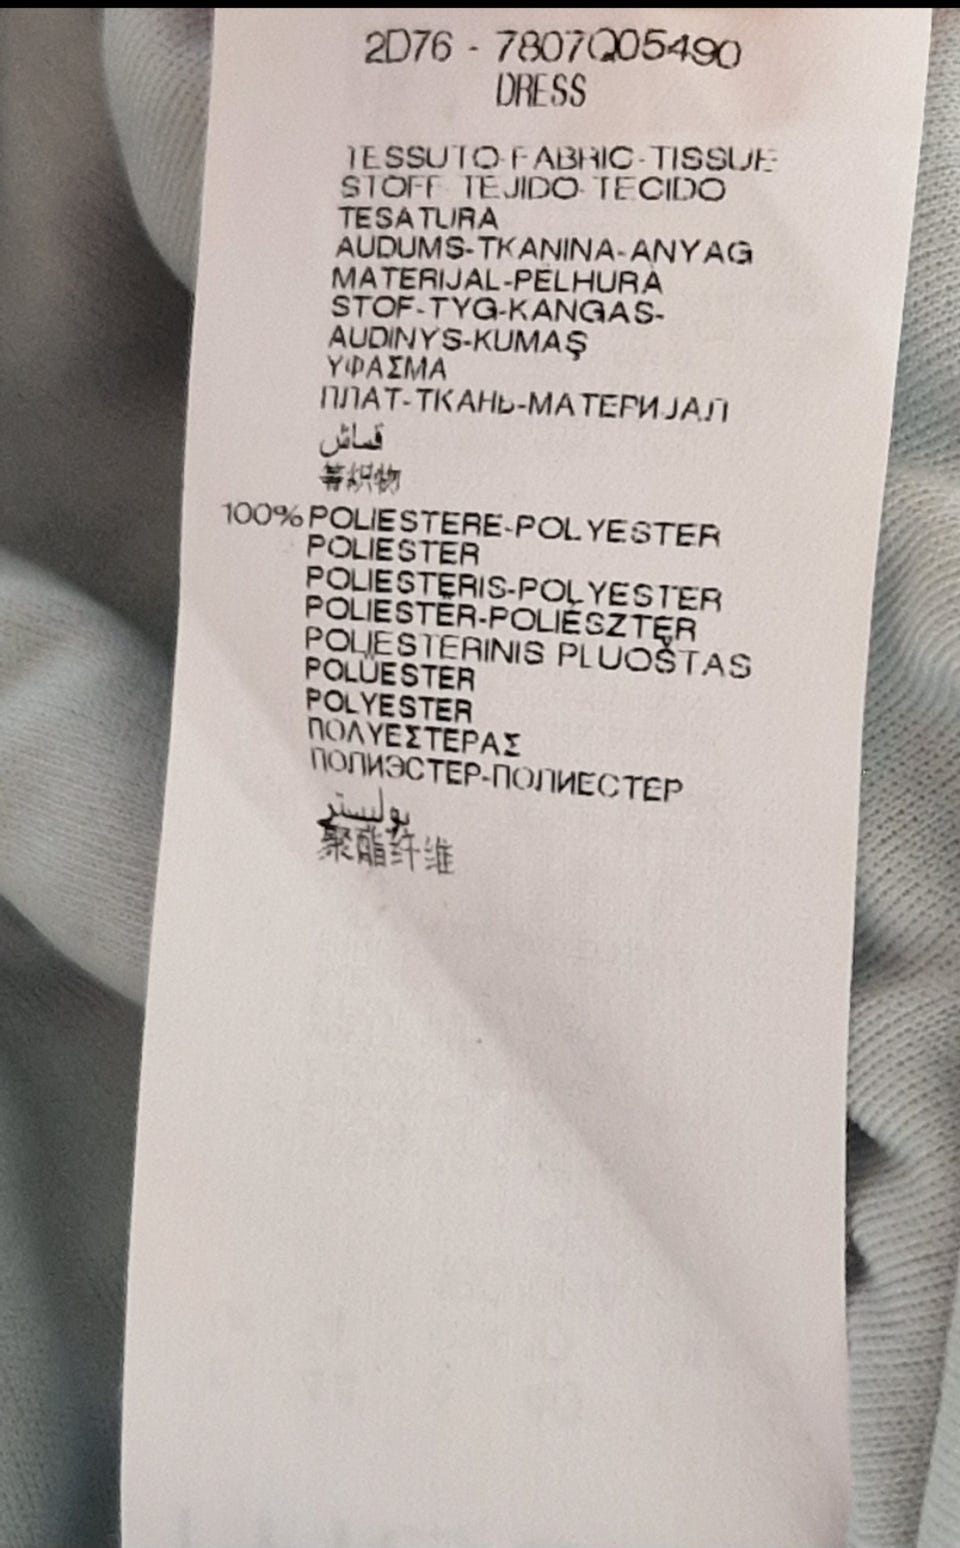 2D76 - 7807Q05490
DRESS
TESSUTO-FABRIC-TISSUE-
STOFF TEJIDO-TECIDO
TESATURA
AUDUMS-TKANINA-ANYAG
MATERIJAL-PELHURA
STOF-TYG-KANGAS-
AUDINYS-KUMAŞ
ΥΦΑΣΜΑ
ПЛАТ-ТКАНЬ-МАТЕРИЈАЛ
قماش
织物
100% POLIESTERE-POLYESTER
POLIESTER
POLIESTERIS-POLYESTER
POLIESTER-POLIÉSZTER
POLIESTERINIS PLUOŠTAS
POLÜESTER
POLYESTER
ΠΟΛΥΕΣΤΕΡΑΣ
ПОЛИЭСТЕР-ПОЛИЕСТЕР
بوليستر
聚酯纤维